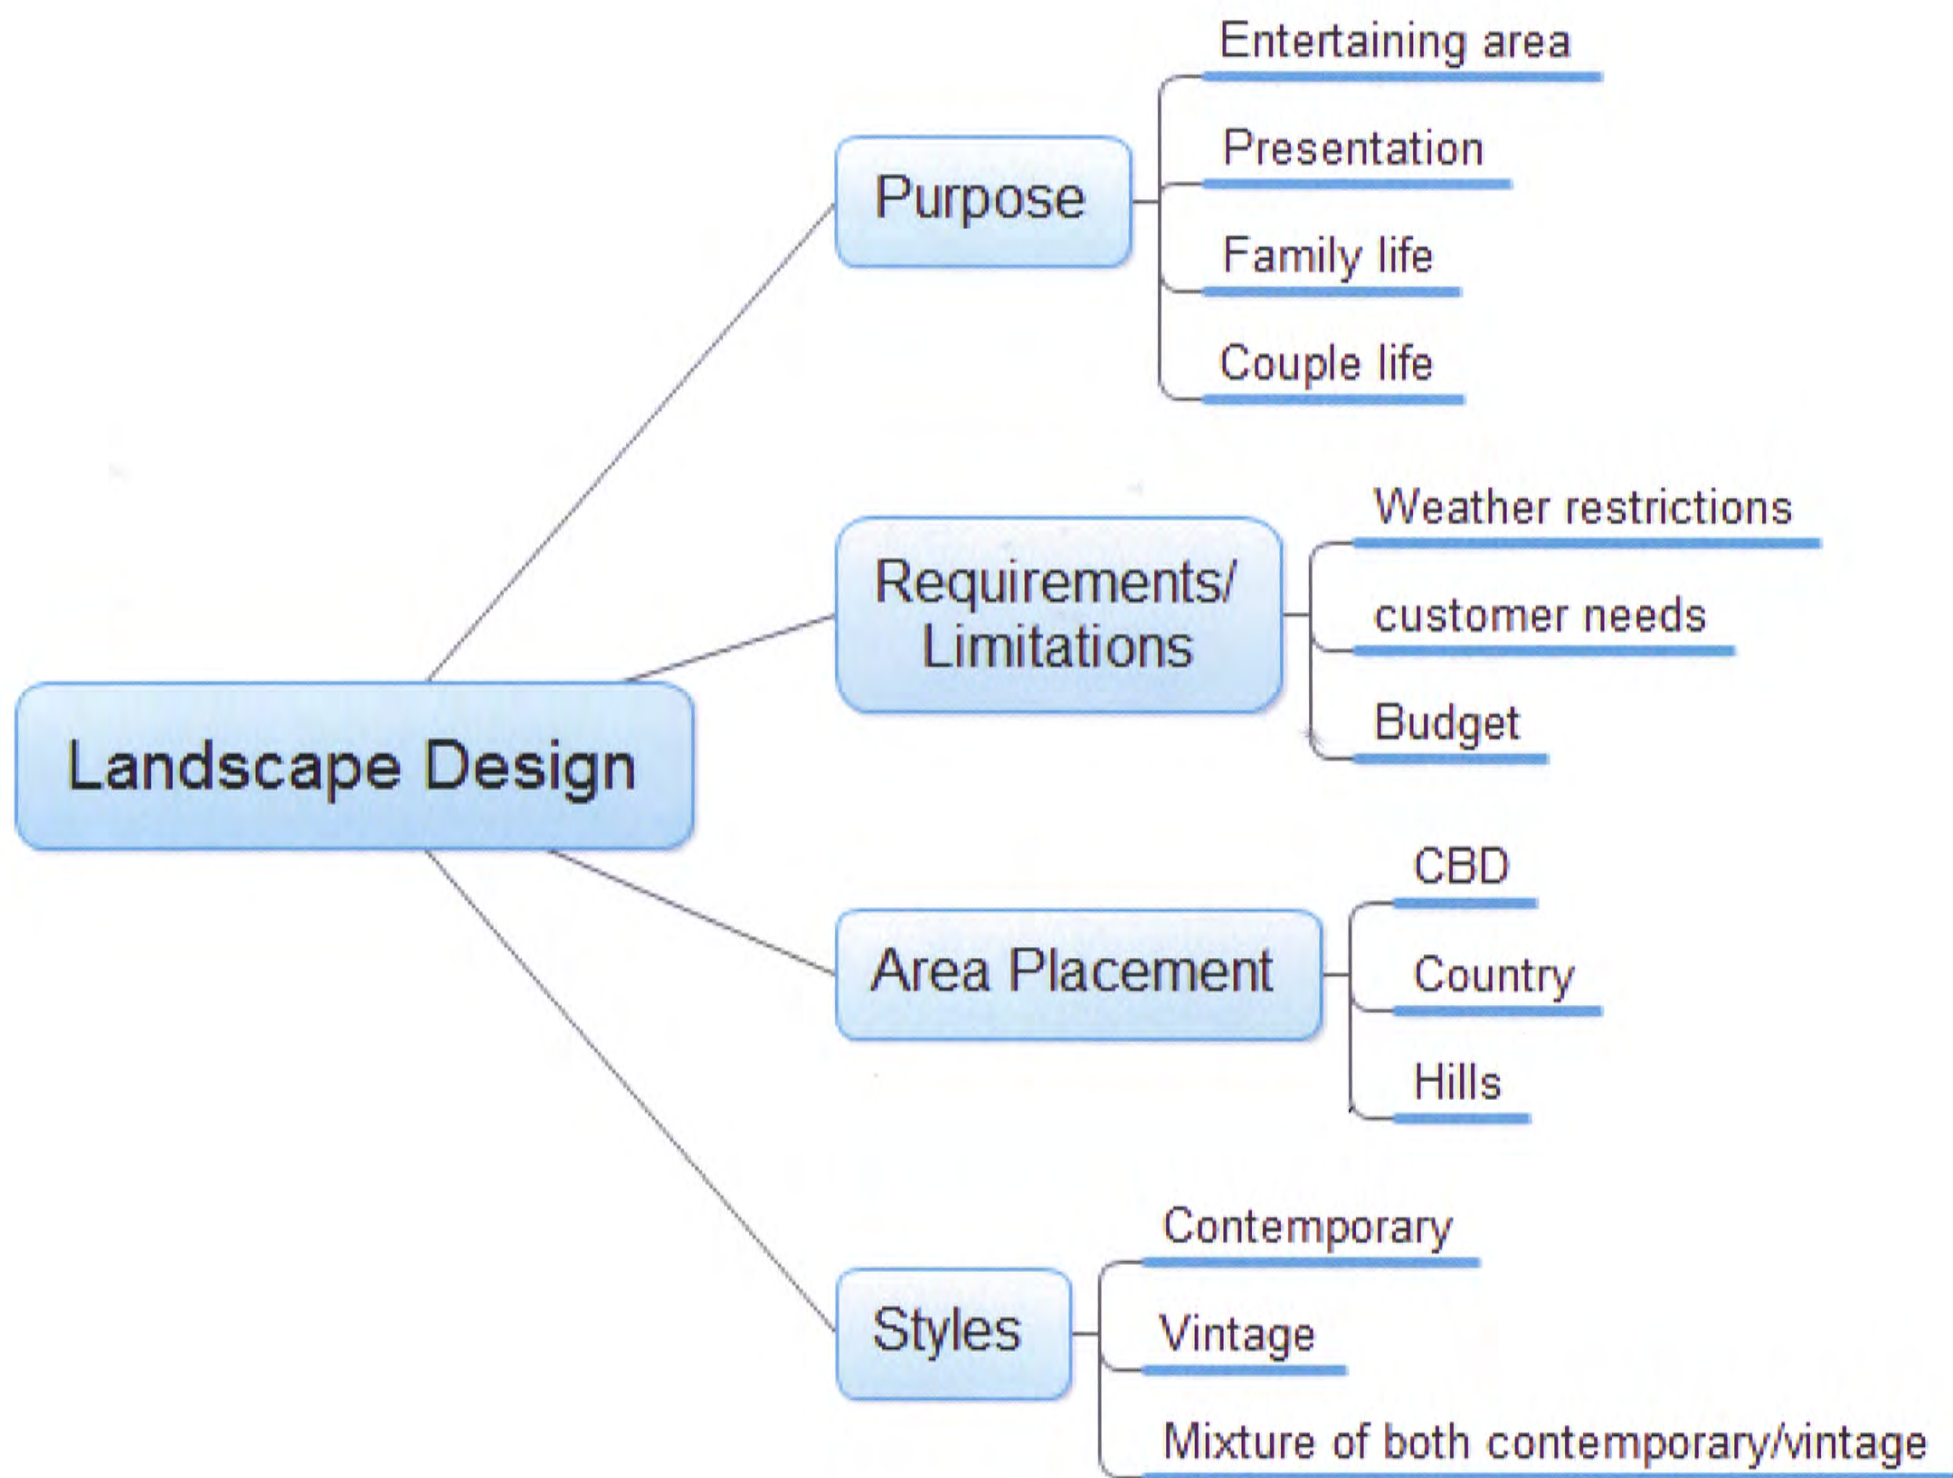 Landscape Design
Purpose
Entertaining area
Presentation
Family life
Couple life
Requirements/
Limitations
Weather restrictions
customer needs
Budget
Area Placement
CBD
Country
Hills
Styles
Contemporary
Vintage
Mixture of both contemporary/vintage